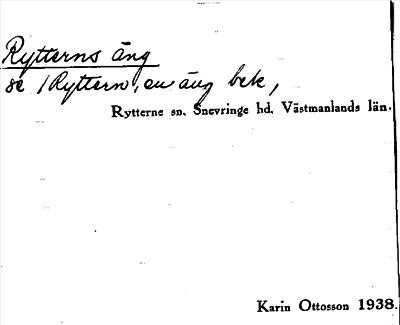 Rytterns äng
se /Ryttern, en äng bek,
Rytterne sn. Snevringe hd. Västmanlands län.
Karin Ottosson 1938.